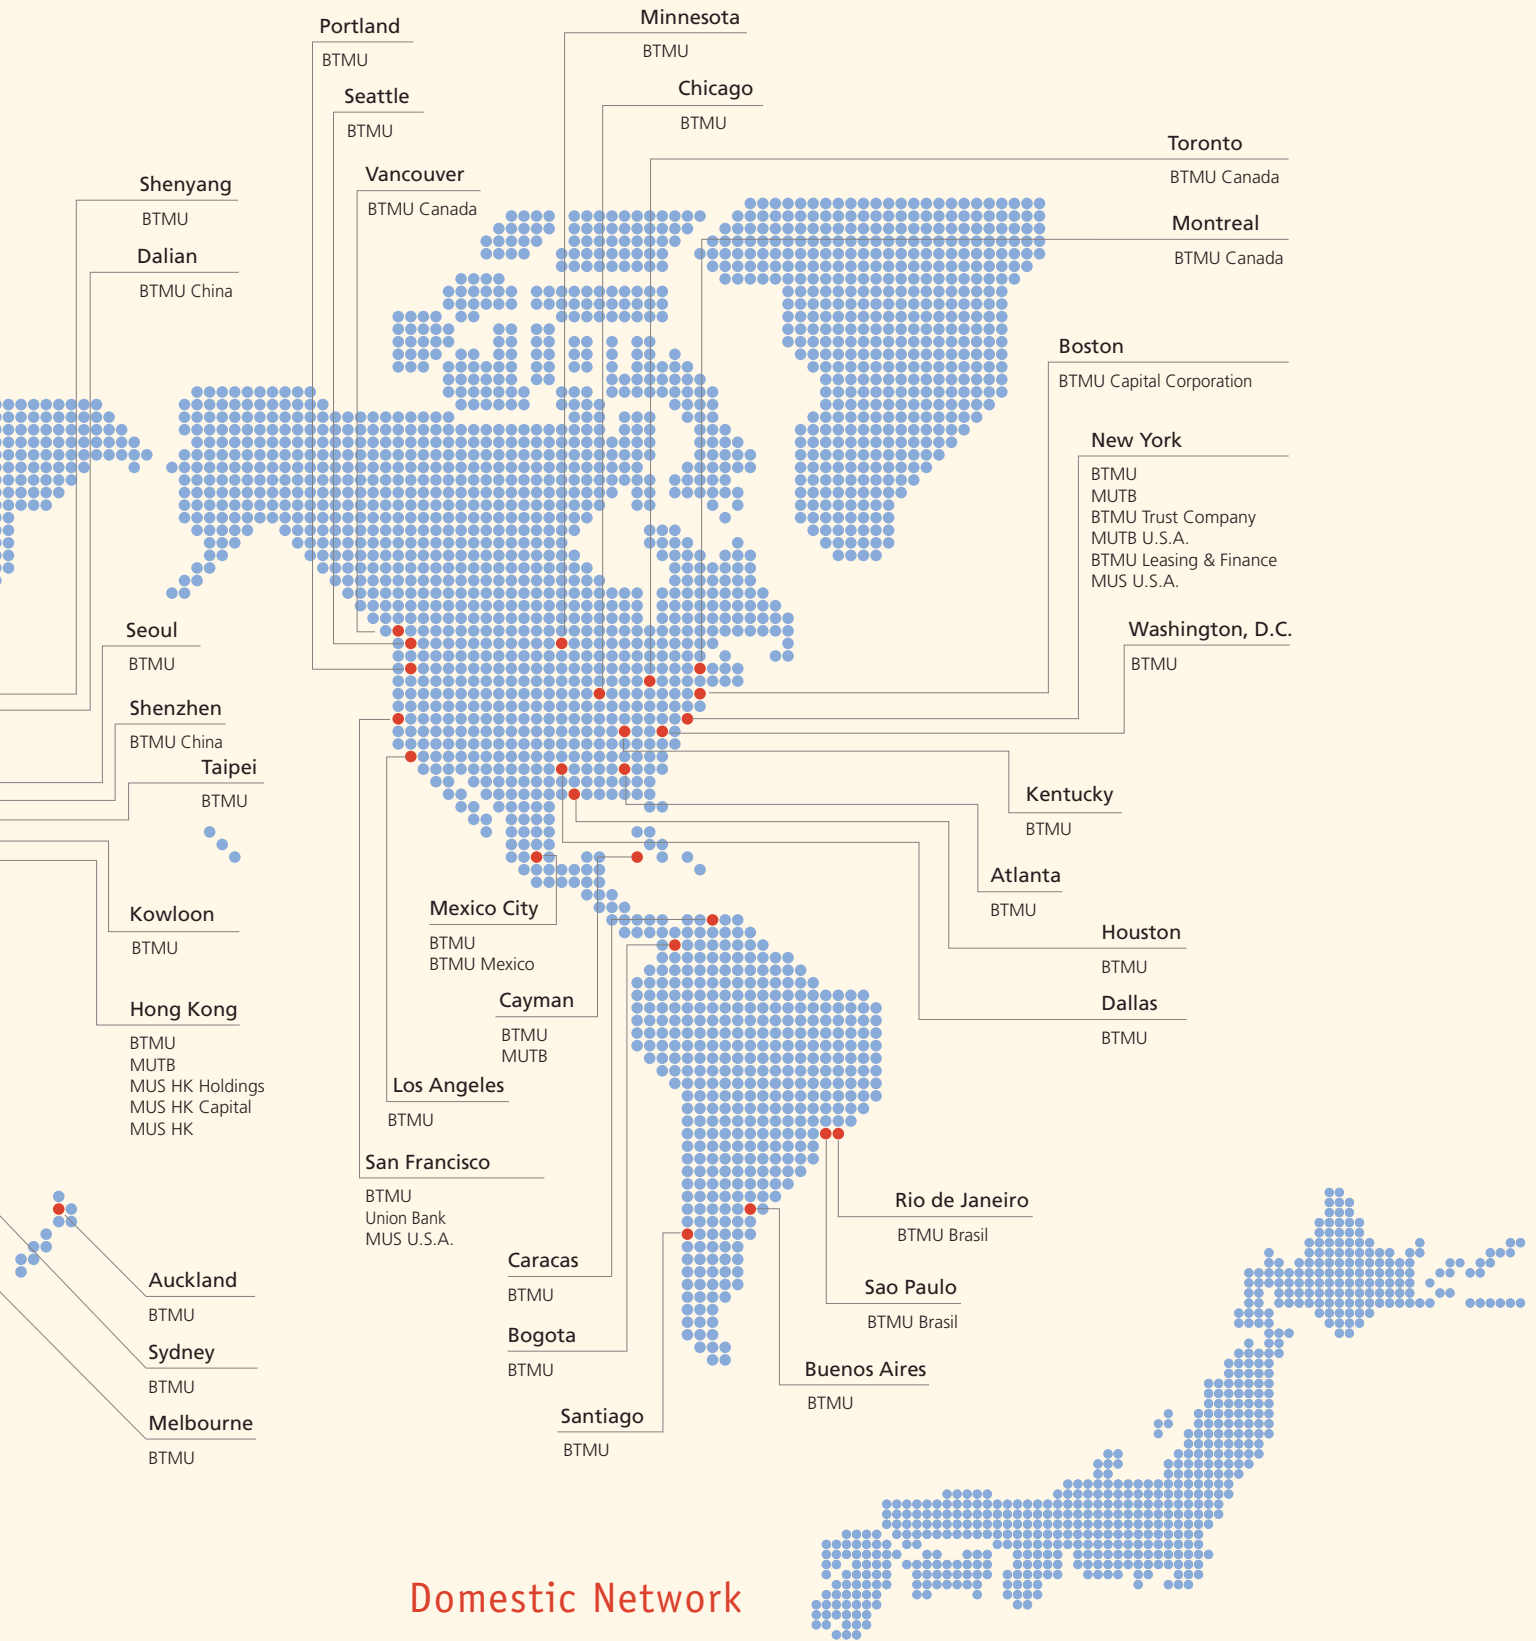 Portland
BTMU
Seattle
BTMU
Vancouver
BTMU Canada
Minnesota
BTMU
Chicago
BTMU
Toronto
BTMU Canada
Montreal
BTMU Canada
Boston
BTMU Capital Corporation
New York
BTMU
MUTB
BTMU Trust Company
MUTB U.S.A.
BTMU Leasing & Finance
MUS U.S.A.
Washington, D.C.
BTMU
Shenyang
BTMU
Dalian
BTMU China
Seoul
BTMU
Shenzhen
BTMU China
Taipei
BTMU
Kowloon
BTMU
Hong Kong
BTMU
MUTB
MUS HK Holdings
MUS HK Capital
MUS HK
Kentucky
BTMU
Atlanta
BTMU
Houston
BTMU
Dallas
BTMU
Mexico City
BTMU
BTMU Mexico
Cayman
BTMU
MUTB
Los Angeles
BTMU
San Francisco
BTMU
Union Bank
MUS U.S.A.
Caracas
BTMU
Bogota
BTMU
Santiago
BTMU
Rio de Janeiro
BTMU Brasil
Sao Paulo
BTMU Brasil
Buenos Aires
BTMU
Auckland
BTMU
Sydney
BTMU
Melbourne
BTMU
Domestic Network